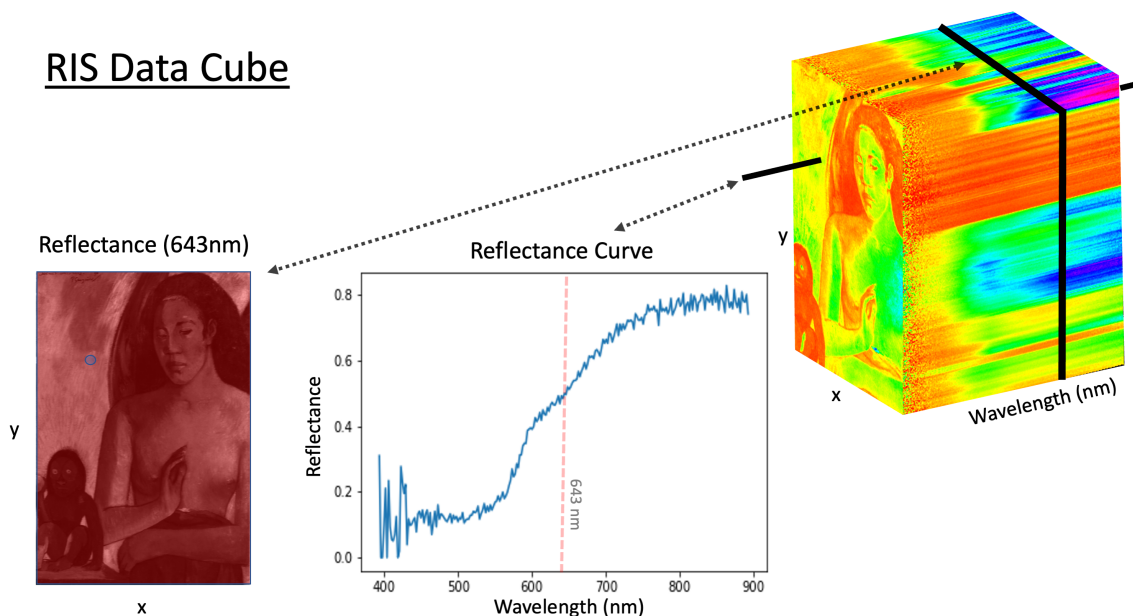 RIS Data Cube
y
x
Wavelength (nm)
Reflectance (643nm)
y
x
Reflectance Curve
Reflectance
0.8
0.6
0.4
0.2
0.0
643 nm
400 500 600 700 800 900
Wavelength (nm)